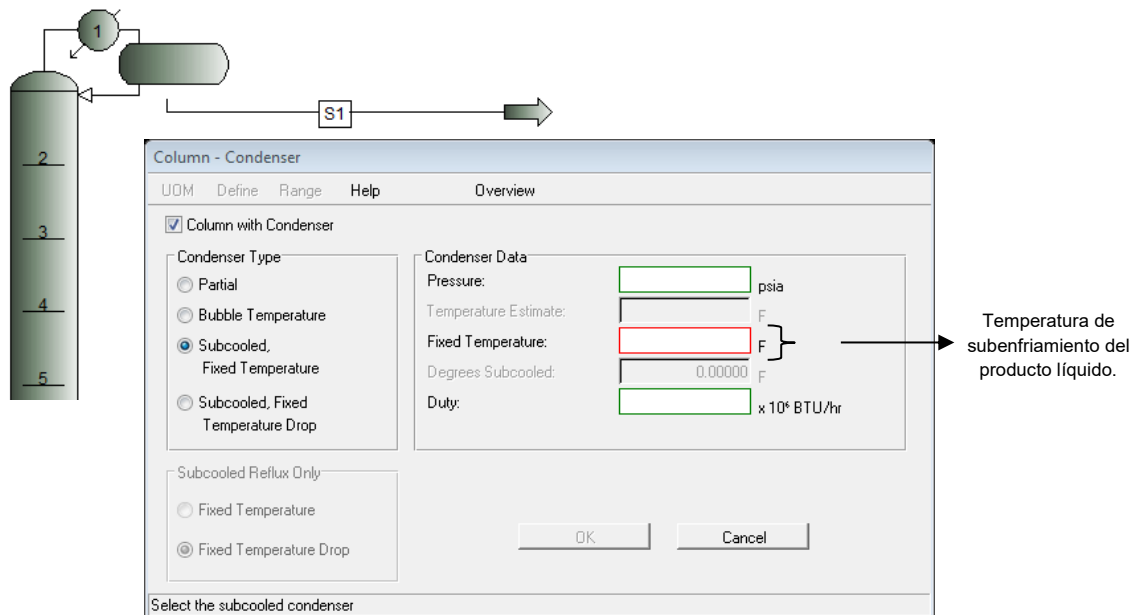 1
S1
2
3
4
5
Column - Condenser
UOM Define Range Help Overview
Column with Condenser
Condenser Type
Partial
Bubble Temperature
Subcooled,
Fixed Temperature
Subcooled, Fixed
Temperature Drop
Condenser Data
Pressure: psia
Temperature Estimate: F
Fixed Temperature: F
Degrees Subcooled: 0.00000 F
Duty: x 10⁶ BTU/hr
Temperatura de
subenfriamiento del
producto líquido.
Subcooled Reflux Only
Fixed Temperature
Fixed Temperature Drop
OK Cancel
Select the subcooled condenser